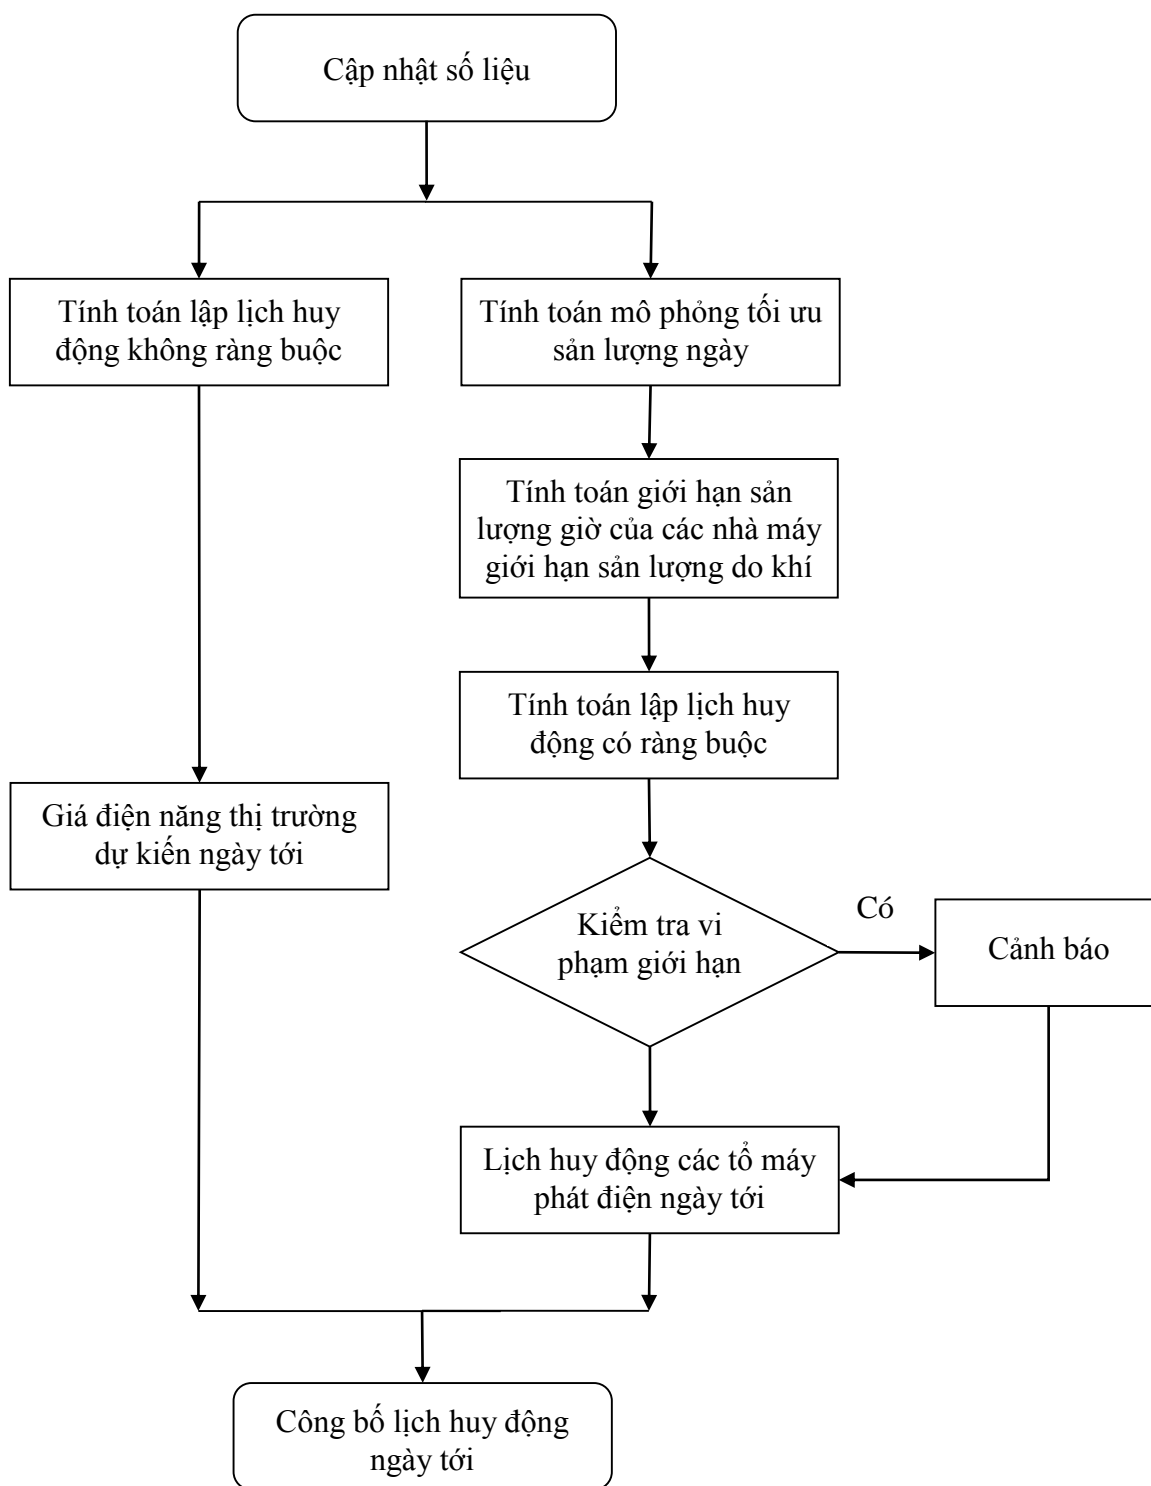 Cập nhật số liệu
Tính toán lập lịch huy
động không ràng buộc
Tính toán mô phỏng tối ưu
sản lượng ngày
Tính toán giới hạn sản
lượng giờ của các nhà máy
giới hạn sản lượng do khí
Tính toán lập lịch huy
động có ràng buộc
Giá điện năng thị trường
dự kiến ngày tới
Kiểm tra vi
phạm giới hạn
Có
Cảnh báo
Lịch huy động các tổ máy
phát điện ngày tới
Công bố lịch huy động
ngày tới